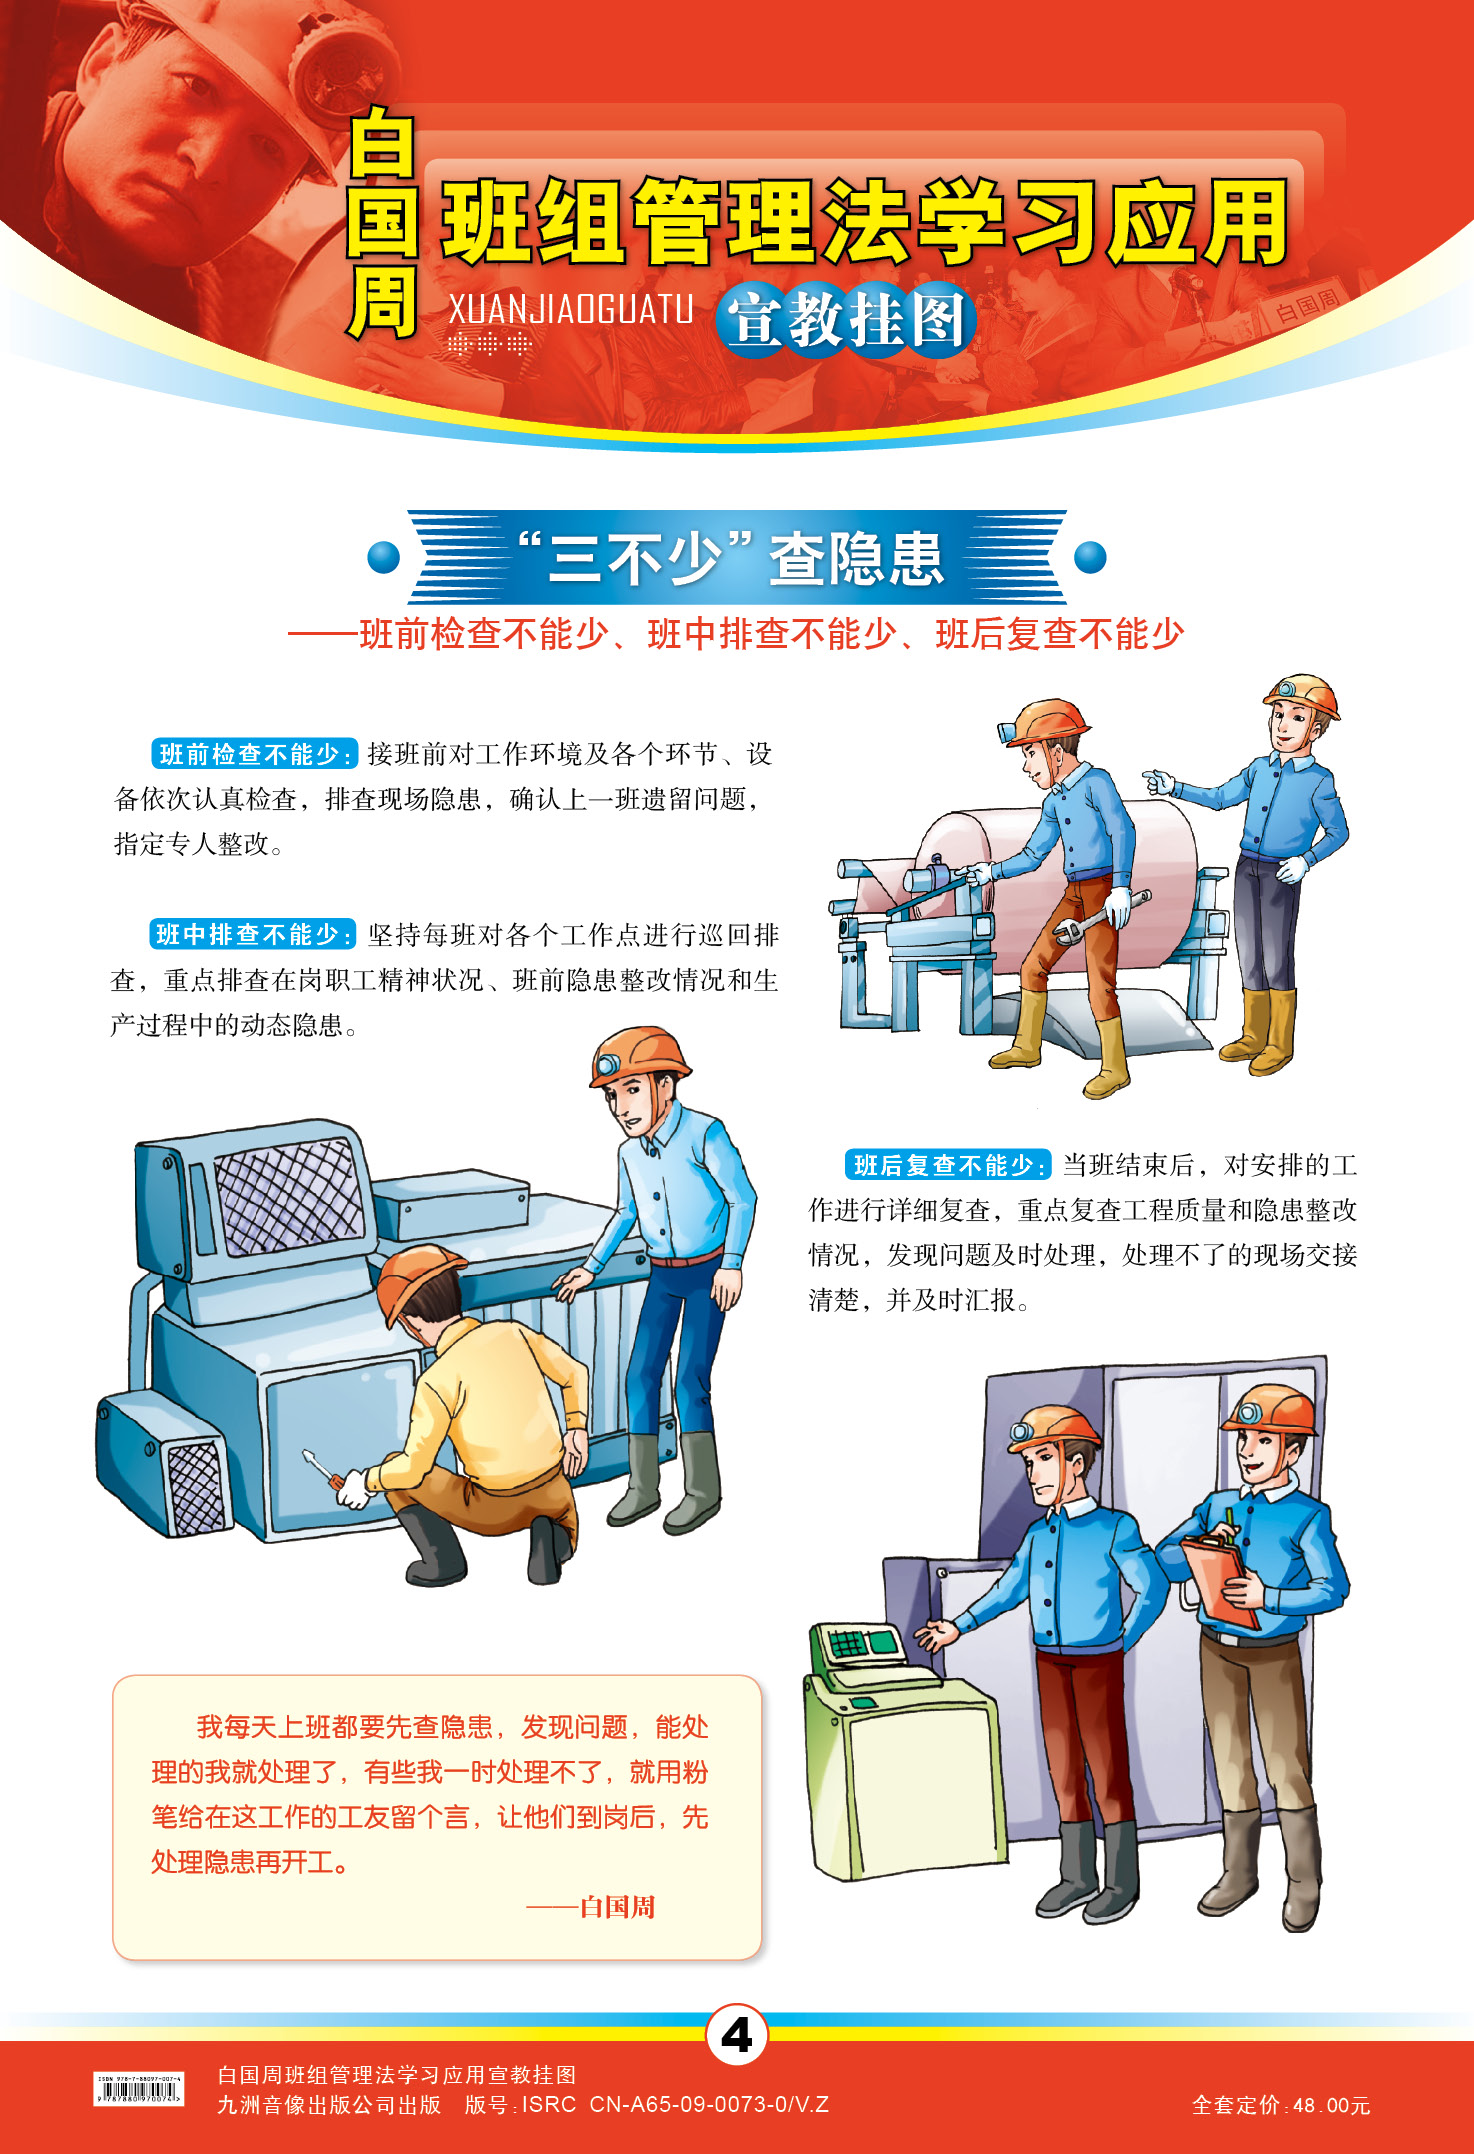 白国周
班组管理法学习应用
XUANJIAOGUATU 宣教挂图
白国周
“三不少”查隐患
——班前检查不能少、班中排查不能少、班后复查不能少
班前检查不能少：接班前对工作环境及各个环节、设
备依次认真检查，排查现场隐患，确认上一班遗留问题，
指定专人整改。
班中排查不能少：坚持每班对各个工作点进行巡回排
查，重点排查在岗职工精神状况、班前隐患整改情况和生
产过程中的动态隐患。
班后复查不能少：当班结束后，对安排的工
作进行详细复查，重点复查工程质量和隐患整改
情况，发现问题及时处理，处理不了的现场交接
清楚，并及时汇报。
我每天上班都要先查隐患，发现问题，能处
理的我就处理了，有些我一时处理不了，就用粉
笔给在这工作的工友留个言，让他们到岗后，先
处理隐患再开工。
——白国周
4
ISBN 978-7-88097-007-4
9 787880 970074 >
白国周班组管理法学习应用宣教挂图
九洲音像出版公司出版 版号:ISRC CN-A65-09-0073-0/V.Z
全套定价:48.00元